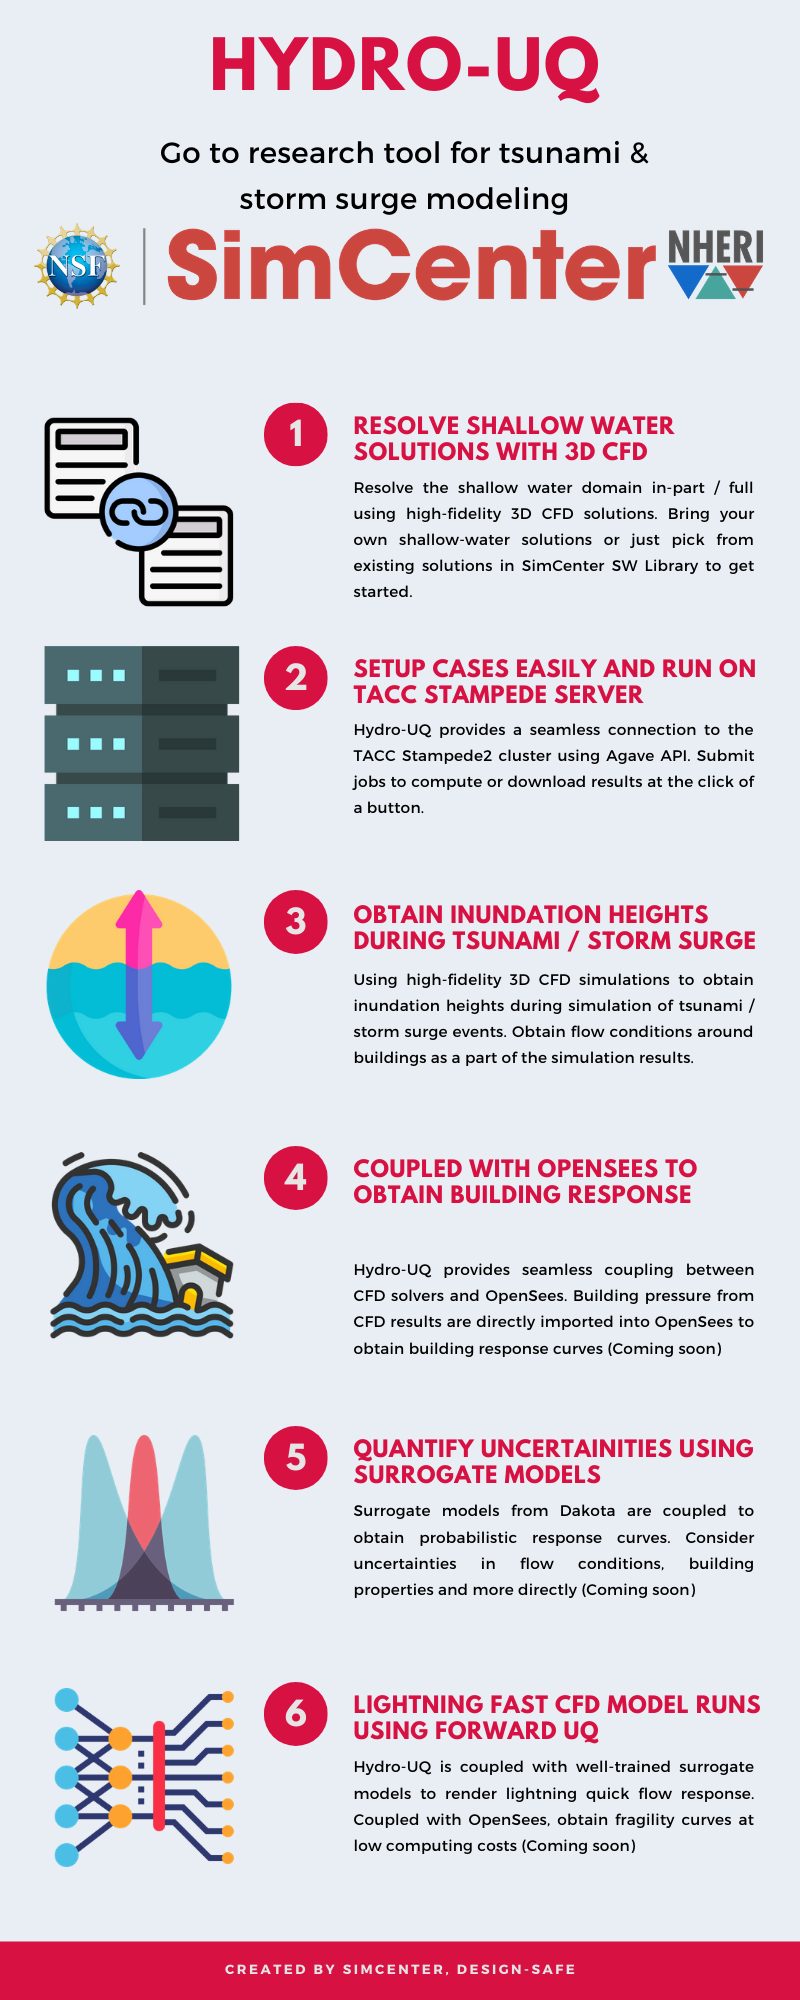 HYDRO-UQ
Go to research tool for tsunami &
storm surge modeling
NSF
SimCenter
NHERI
1
RESOLVE SHALLOW WATER
SOLUTIONS WITH 3D CFD
Resolve the shallow water domain in-part / full
using high-fidelity 3D CFD solutions. Bring your
own shallow-water solutions or just pick from
existing solutions in SimCenter SW Library to get
started.
2
SETUP CASES EASILY AND RUN ON
TACC STAMPEDE SERVER
Hydro-UQ provides a seamless connection to the
TACC Stampede2 cluster using Agave API. Submit
jobs to compute or download results at the click of
a button.
3
OBTAIN INUNDATION HEIGHTS
DURING TSUNAMI / STORM SURGE
Using high-fidelity 3D CFD simulations to obtain
inundation heights during simulation of tsunami /
storm surge events. Obtain flow conditions around
buildings as a part of the simulation results.
4
COUPLED WITH OPENSEES TO
OBTAIN BUILDING RESPONSE
Hydro-UQ provides seamless coupling between
CFD solvers and OpenSees. Building pressure from
CFD results are directly imported into OpenSees to
obtain building response curves (Coming soon)
5
QUANTIFY UNCERTAINITIES USING
SURROGATE MODELS
Surrogate models from Dakota are coupled to
obtain probabilistic response curves. Consider
uncertainties in flow conditions, building
properties and more directly (Coming soon)
6
LIGHTNING FAST CFD MODEL RUNS
USING FORWARD UQ
Hydro-UQ is coupled with well-trained surrogate
models to render lightning quick flow response.
Coupled with OpenSees, obtain fragility curves at
low computing costs (Coming soon)
CREATED BY SIMCENTER, DESIGN-SAFE